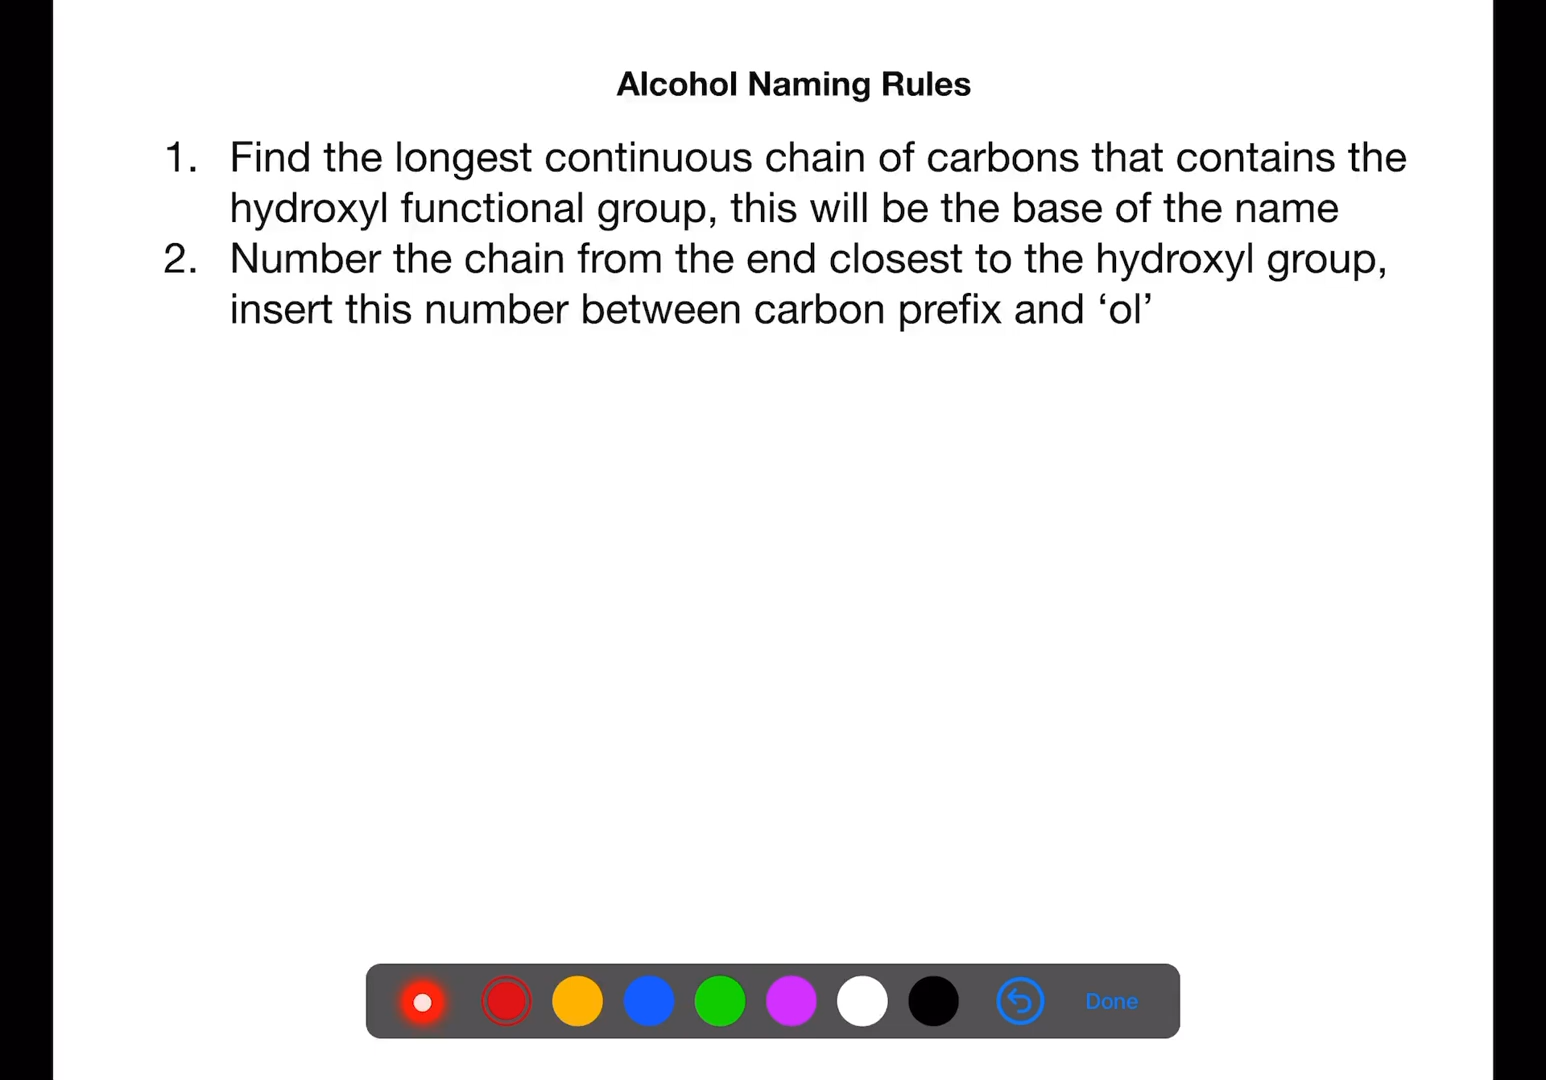 Alcohol Naming Rules
1. Find the longest continuous chain of carbons that contains the
hydroxyl functional group, this will be the base of the name
2. Number the chain from the end closest to the hydroxyl group,
insert this number between carbon prefix and ‘ol’
Done